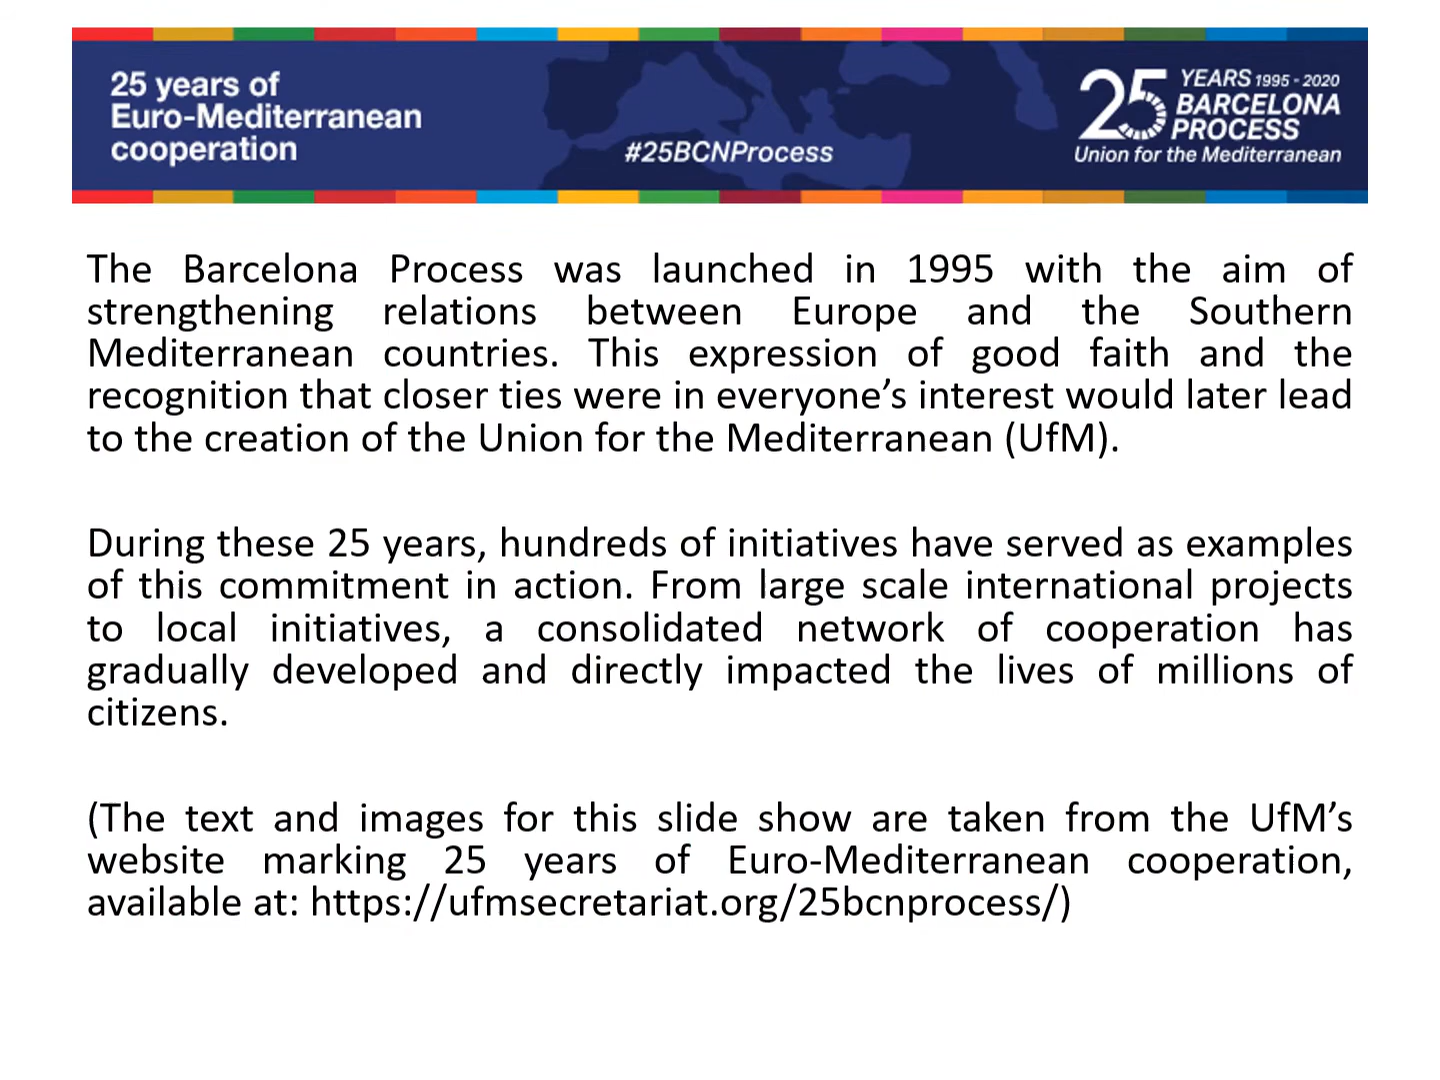 25 years of
Euro-Mediterranean
cooperation
#25BCNProcess
25 YEARS 1995 - 2020
BARCELONA
PROCESS
Union for the Mediterranean
The Barcelona Process was launched in 1995 with the aim of
strengthening relations between Europe and the Southern
Mediterranean countries. This expression of good faith and the
recognition that closer ties were in everyone’s interest would later lead
to the creation of the Union for the Mediterranean (UfM).
During these 25 years, hundreds of initiatives have served as examples
of this commitment in action. From large scale international projects
to local initiatives, a consolidated network of cooperation has
gradually developed and directly impacted the lives of millions of
citizens.
(The text and images for this slide show are taken from the UfM’s
website marking 25 years of Euro-Mediterranean cooperation,
available at: https://ufmsecretariat.org/25bcnprocess/)